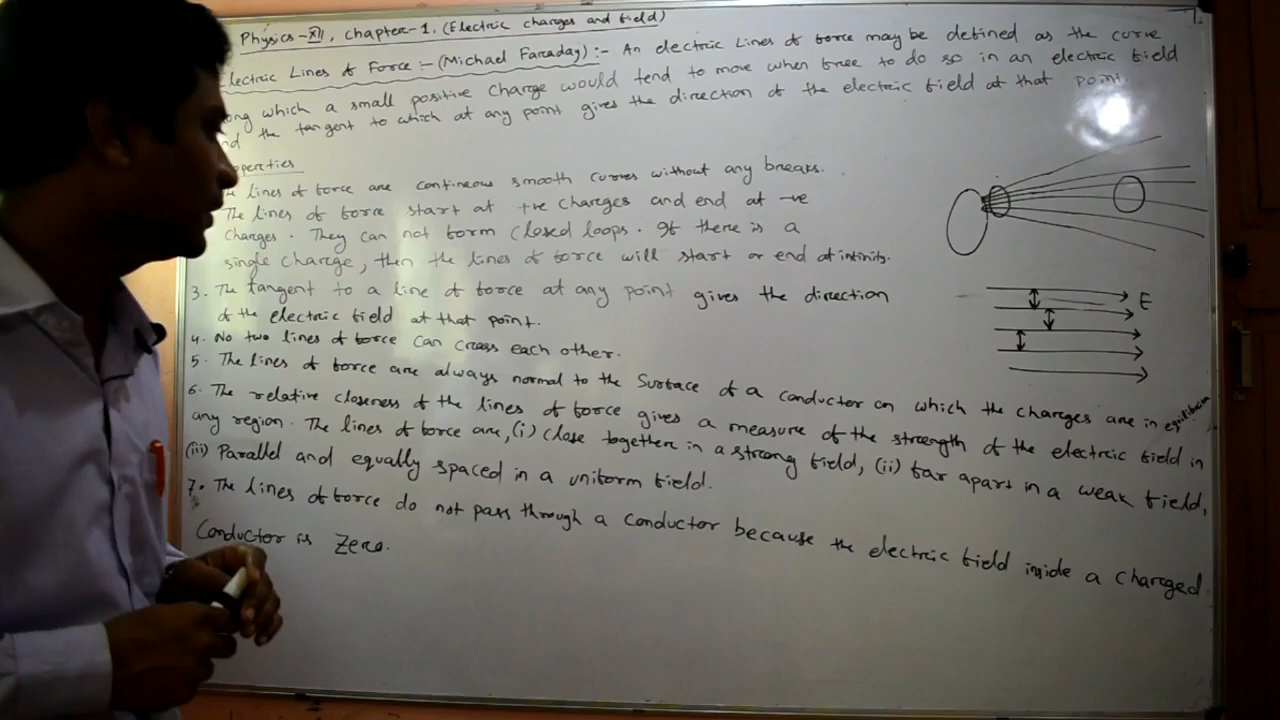 Physics-XII, chapter-1. (Electric charges and field)
lectric Lines of Force :- (Michael Faraday) :- An electric Lines of force may be defined as the curve
ong which a small positive Charge would tend to move when free to do so in an electric field
nd the tangent to which at any point gives the direction of the electric field at that point.
operties
lines of force are continuous smooth curves without any breaks.
The lines of force start at +ve charges and end at -ve
Charges. They can not form closed loops. If there is a
single charge, then the lines of force will start or end at infinity.
3. The tangent to a line of force at any point gives the direction
of the electric field at that point.
4. No two lines of force can cross each other.
5. The lines of force are always normal to the Surface of a conductor on which the charges are in equilibrium
6. The relative closeness of the lines of force gives a measure of the strength of the electric field in
any region. The lines of force are, (i) close together in a strong field, (ii) far apart in a weak field,
(iii) Parallel and equally spaced in a uniform field.
7. The lines of force do not pass through a Conductor because the electric field inside a charged
Conductor is Zero.
E